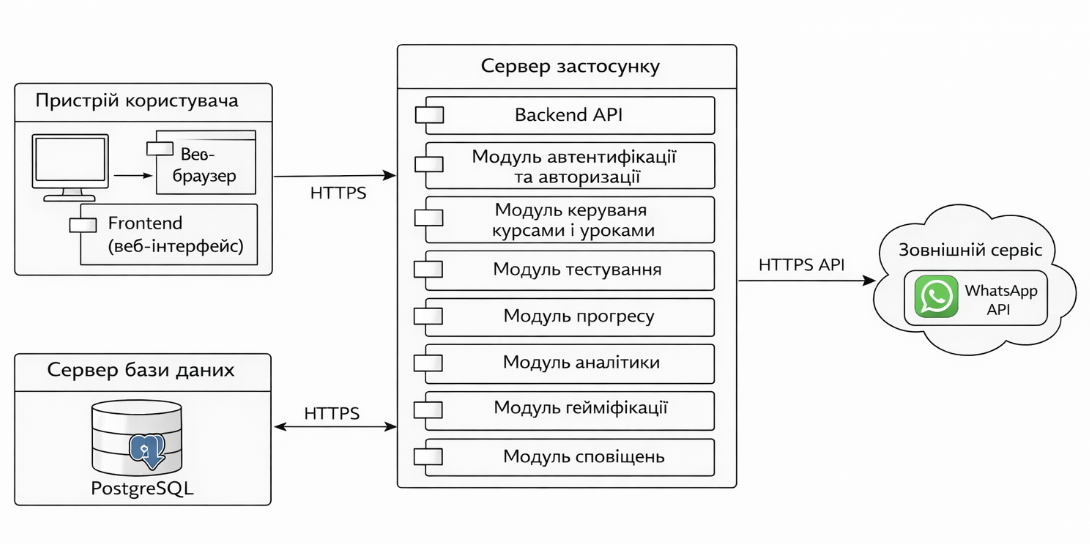 Пристрій користувача
Веб-
браузер
Frontend
(веб-інтерфейс)
HTTPS
Сервер бази даних
PostgreSQL
HTTPS
Сервер застосунку
Backend API
Модуль автентифікації
та авторизації
Модуль керуваня
курсами і уроками
Модуль тестування
Модуль прогресу
Модуль аналітики
Модуль гейміфікації
Модуль сповіщень
HTTPS API
Зовнішній сервіс
WhatsApp
API